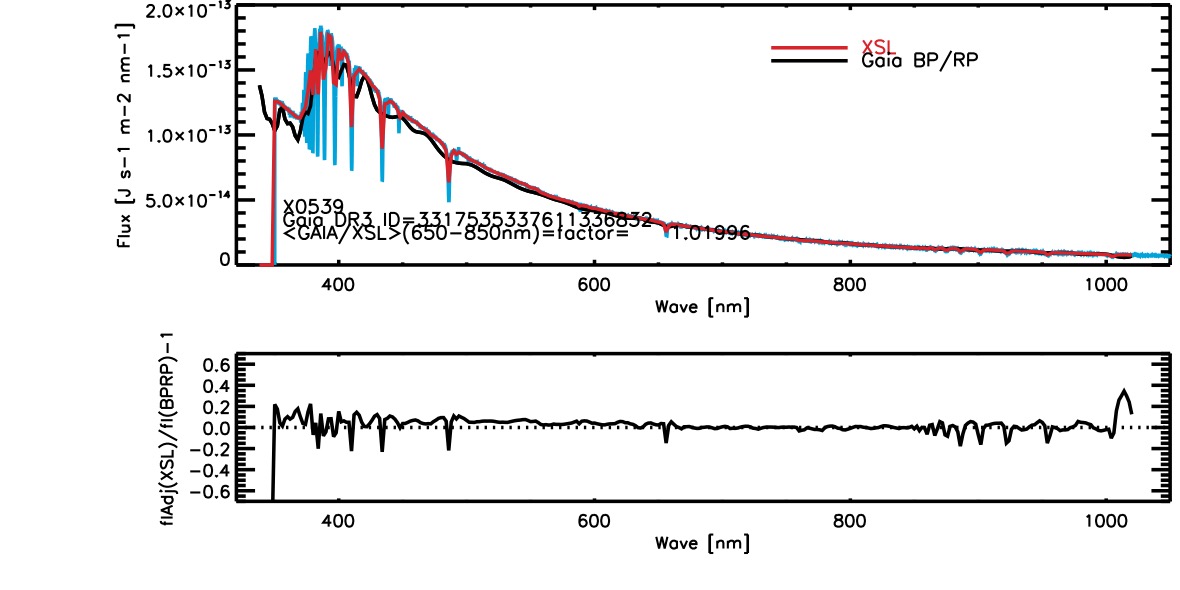 2.0×10−13
1.5×10−13
1.0×10−13
5.0×10−14
0
Flux [J s−1 m−2 nm−1]
XSL
Gaia BP/RP
X0539
Gaia DR3 ID=3317535337611336832
<GAIA/XSL>(650−850nm)=factor= 1.01996
400 600 800 1000
Wave [nm]
0.6
0.4
0.2
0.0
−0.2
−0.4
−0.6
flAdj(XSL)/fl(BPRP)−1
400 600 800 1000
Wave [nm]